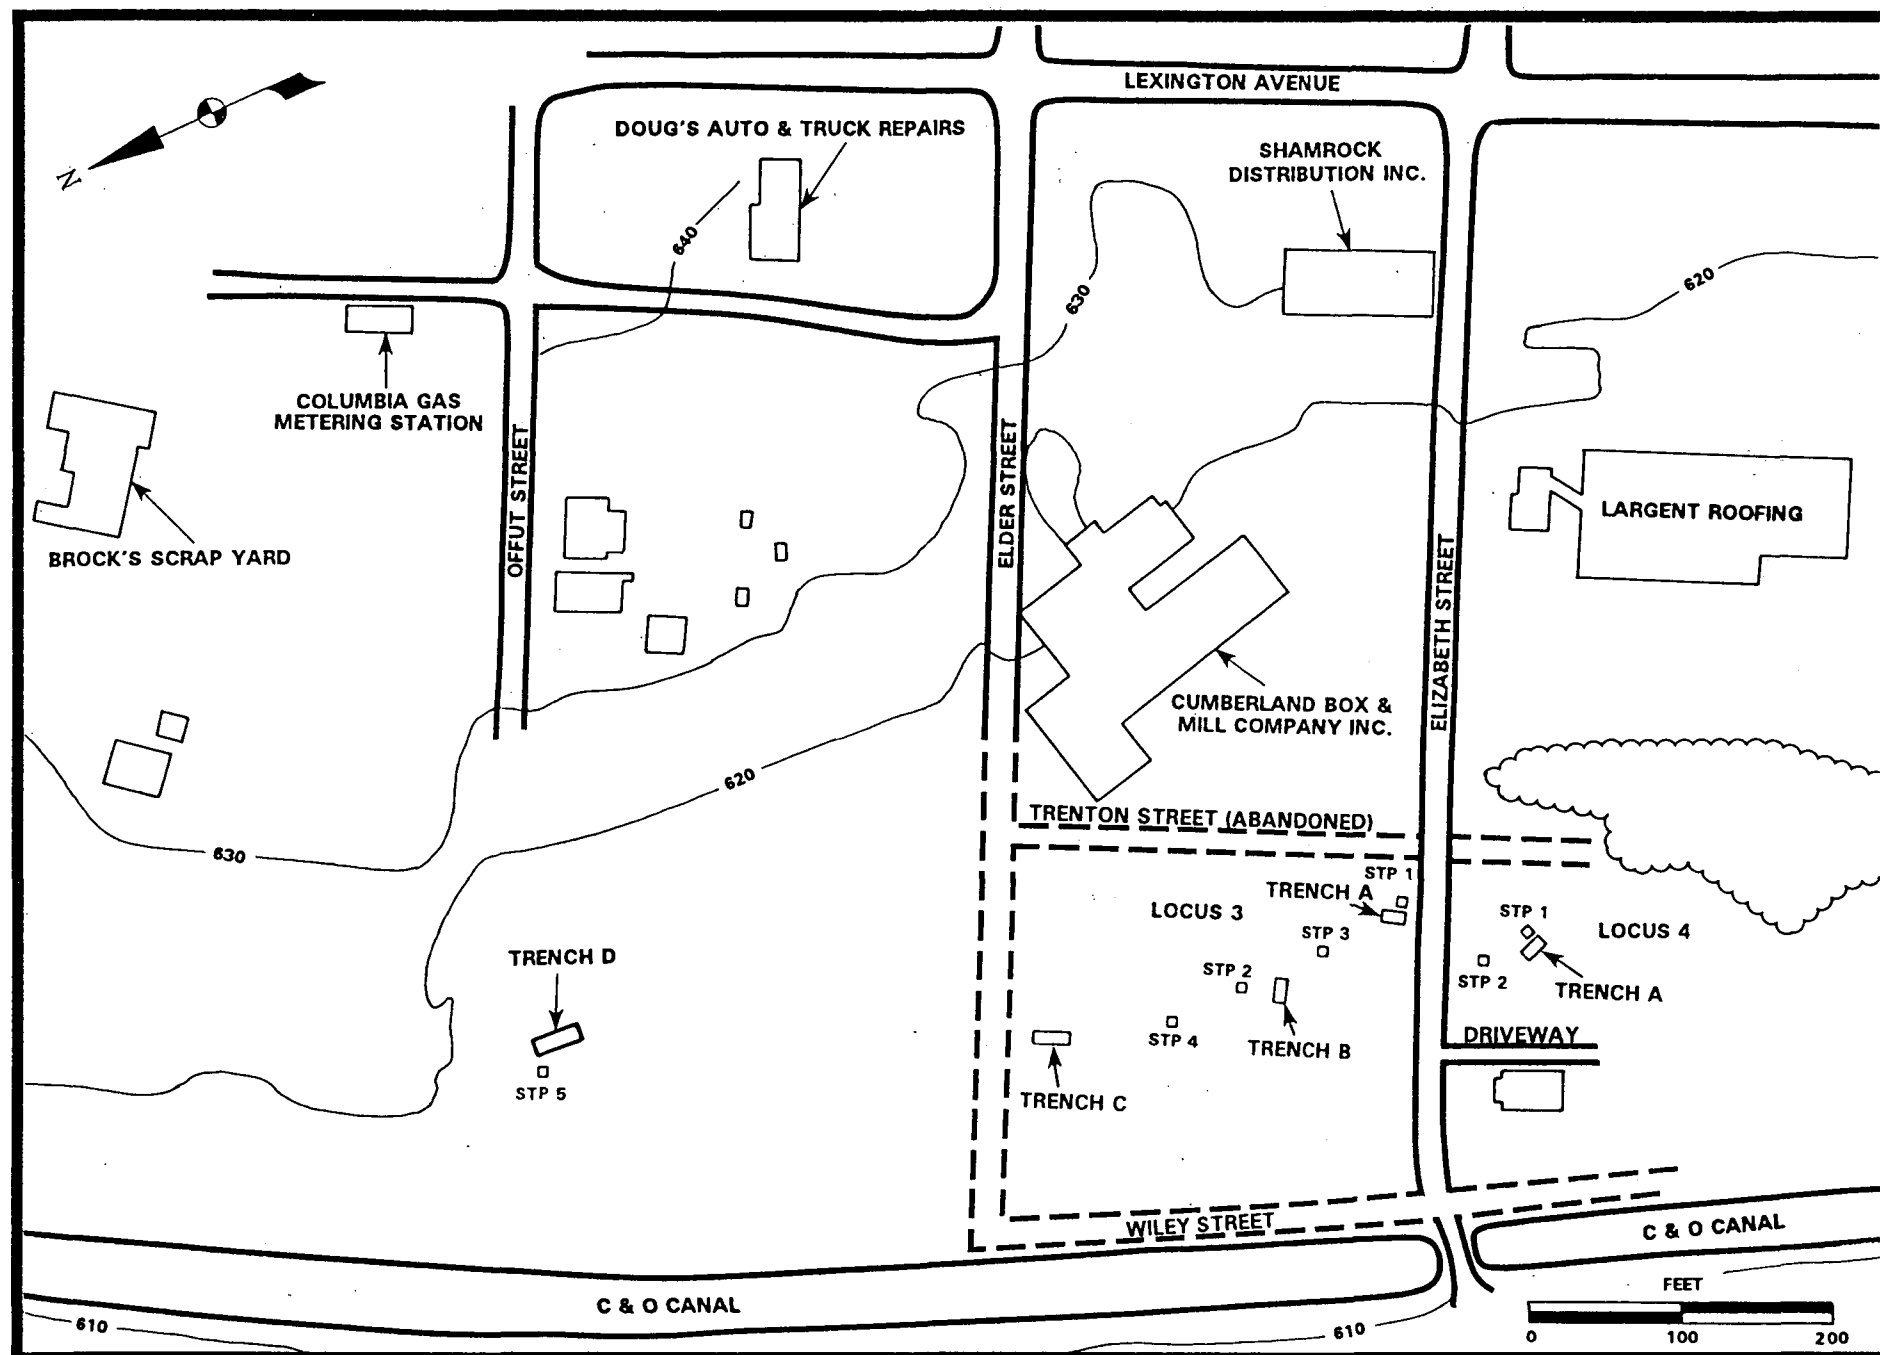 LEXINGTON AVENUE
DOUG'S AUTO & TRUCK REPAIRS
SHAMROCK
DISTRIBUTION INC.
N
640
630
620
COLUMBIA GAS
METERING STATION
OFFUT STREET
ELDER STREET
ELIZABETH STREET
LARGENT ROOFING
BROCK'S SCRAP YARD
CUMBERLAND BOX &
MILL COMPANY INC.
620
TRENTON STREET (ABANDONED)
630
STP 1
TRENCH A
LOCUS 3
STP 3
STP 1
LOCUS 4
STP 2
STP 2
TRENCH A
TRENCH D
STP 4
TRENCH B
DRIVEWAY
STP 5
TRENCH C
WILEY STREET
C & O CANAL
C & O CANAL
FEET
610
610
0 100 200